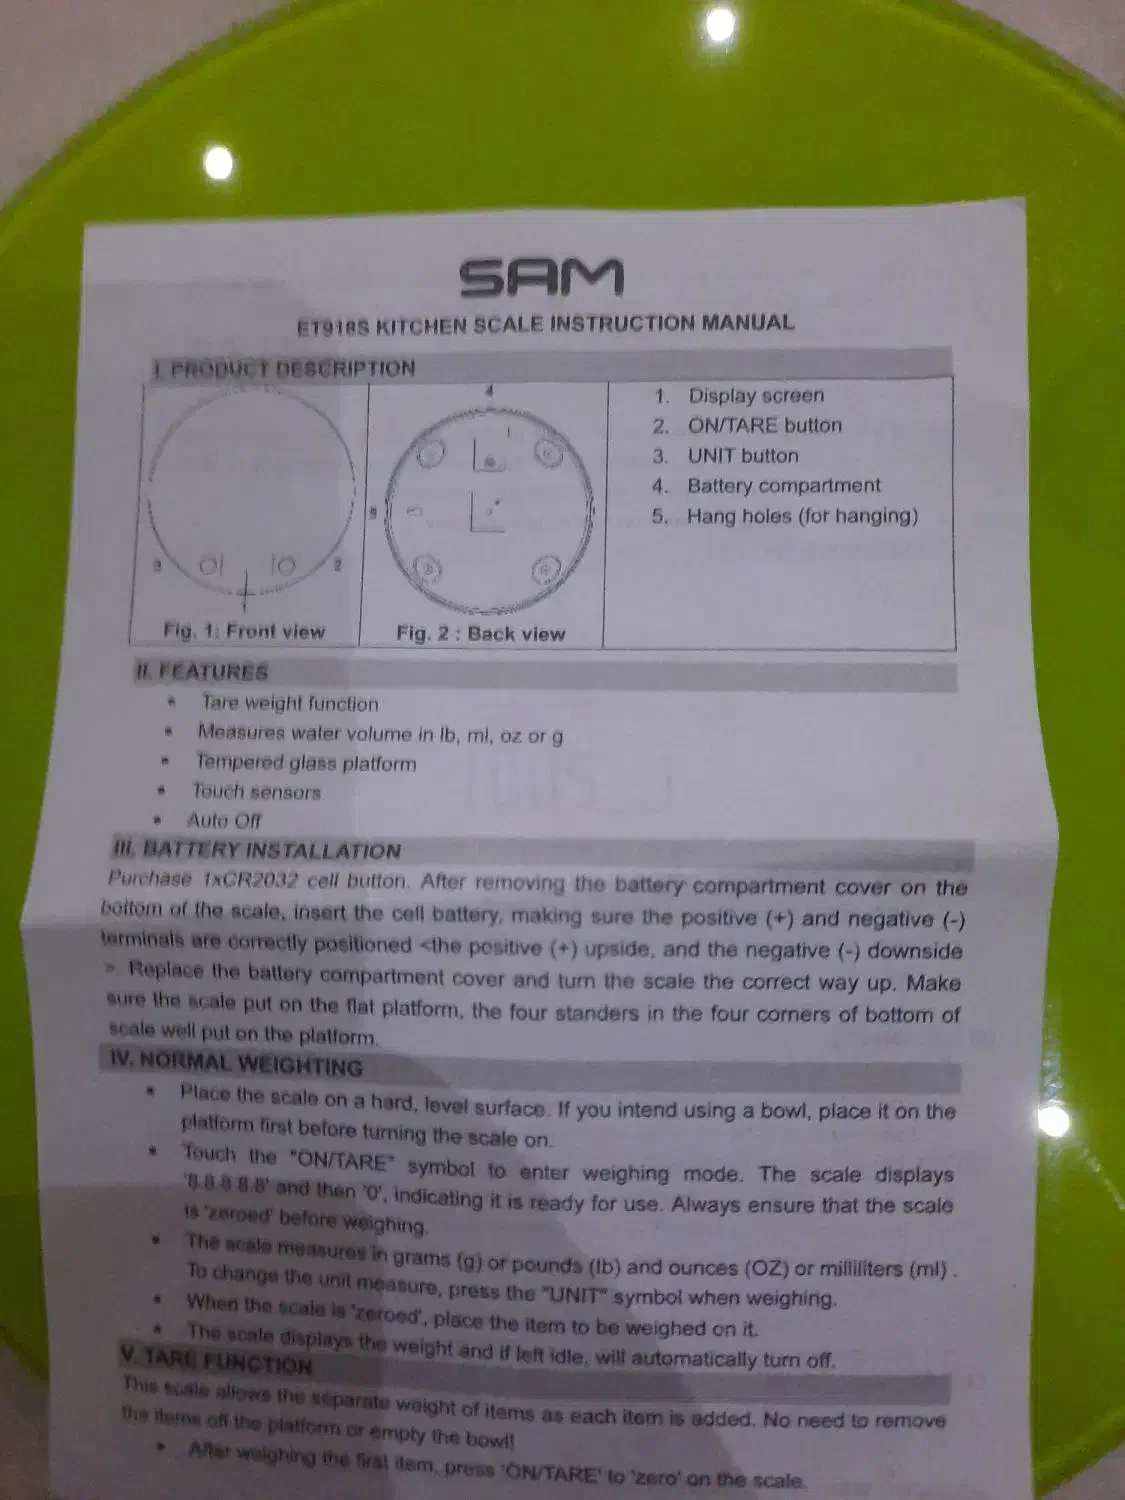 SAM
ET918S KITCHEN SCALE INSTRUCTION MANUAL
I. PRODUCT DESCRIPTION
4
1. Display screen
2. ON/TARE button
3. UNIT button
4. Battery compartment
5. Hang holes (for hanging)
5
3
2
1
Fig. 1: Front view
Fig. 2 : Back view
II. FEATURES
• Tare weight function
• Measures water volume in lb, ml, oz or g
• Tempered glass platform
• Touch sensors
• Auto Off
III. BATTERY INSTALLATION
Purchase 1xCR2032 cell button. After removing the battery compartment cover on the
bottom of the scale, insert the cell battery, making sure the positive (+) and negative (-)
terminals are correctly positioned <the positive (+) upside, and the negative (-) downside
>. Replace the battery compartment cover and turn the scale the correct way up. Make
sure the scale put on the flat platform, the four standers in the four corners of bottom of
scale well put on the platform.
IV. NORMAL WEIGHTING
• Place the scale on a hard, level surface. If you intend using a bowl, place it on the
platform first before turning the scale on.
• Touch the "ON/TARE" symbol to enter weighing mode. The scale displays
'8.8.8 8.8' and then '0', indicating it is ready for use. Always ensure that the scale
is 'zeroed' before weighing.
• The scale measures in grams (g) or pounds (lb) and ounces (OZ) or milliliters (ml) .
To change the unit measure, press the "UNIT" symbol when weighing.
• When the scale is 'zeroed', place the item to be weighed on it.
• The scale displays the weight and if left idle, will automatically turn off.
V. TARE FUNCTION
This scale allows the separate weight of items as each item is added. No need to remove
the items off the platform or empty the bowl!
• After weighing the first item, press 'ON/TARE' to 'zero' on the scale.